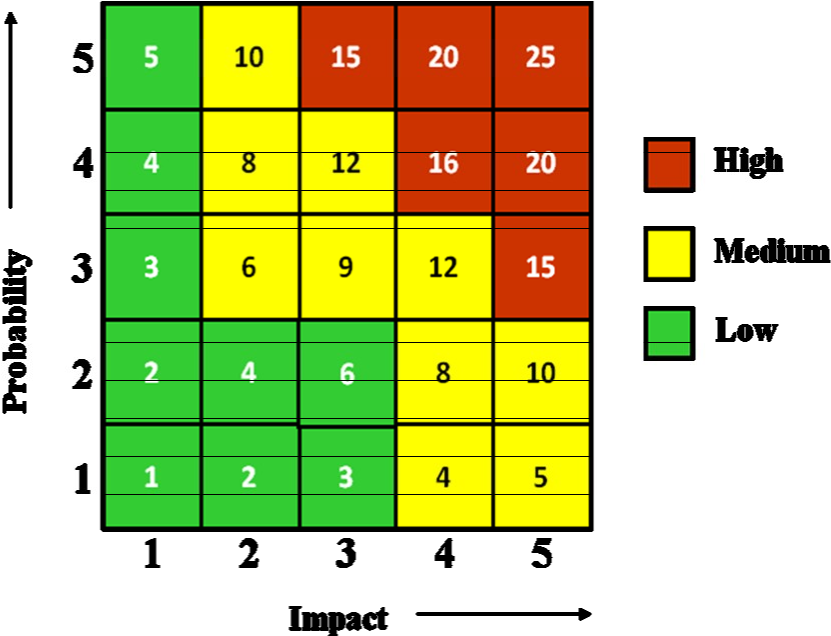 5 5 10 15 20 25
4 4 8 12 16 20
3 3 6 9 12 15
2 2 4 6 8 10
1 1 2 3 4 5
1 2 3 4 5
Probability
Impact
High
Medium
Low